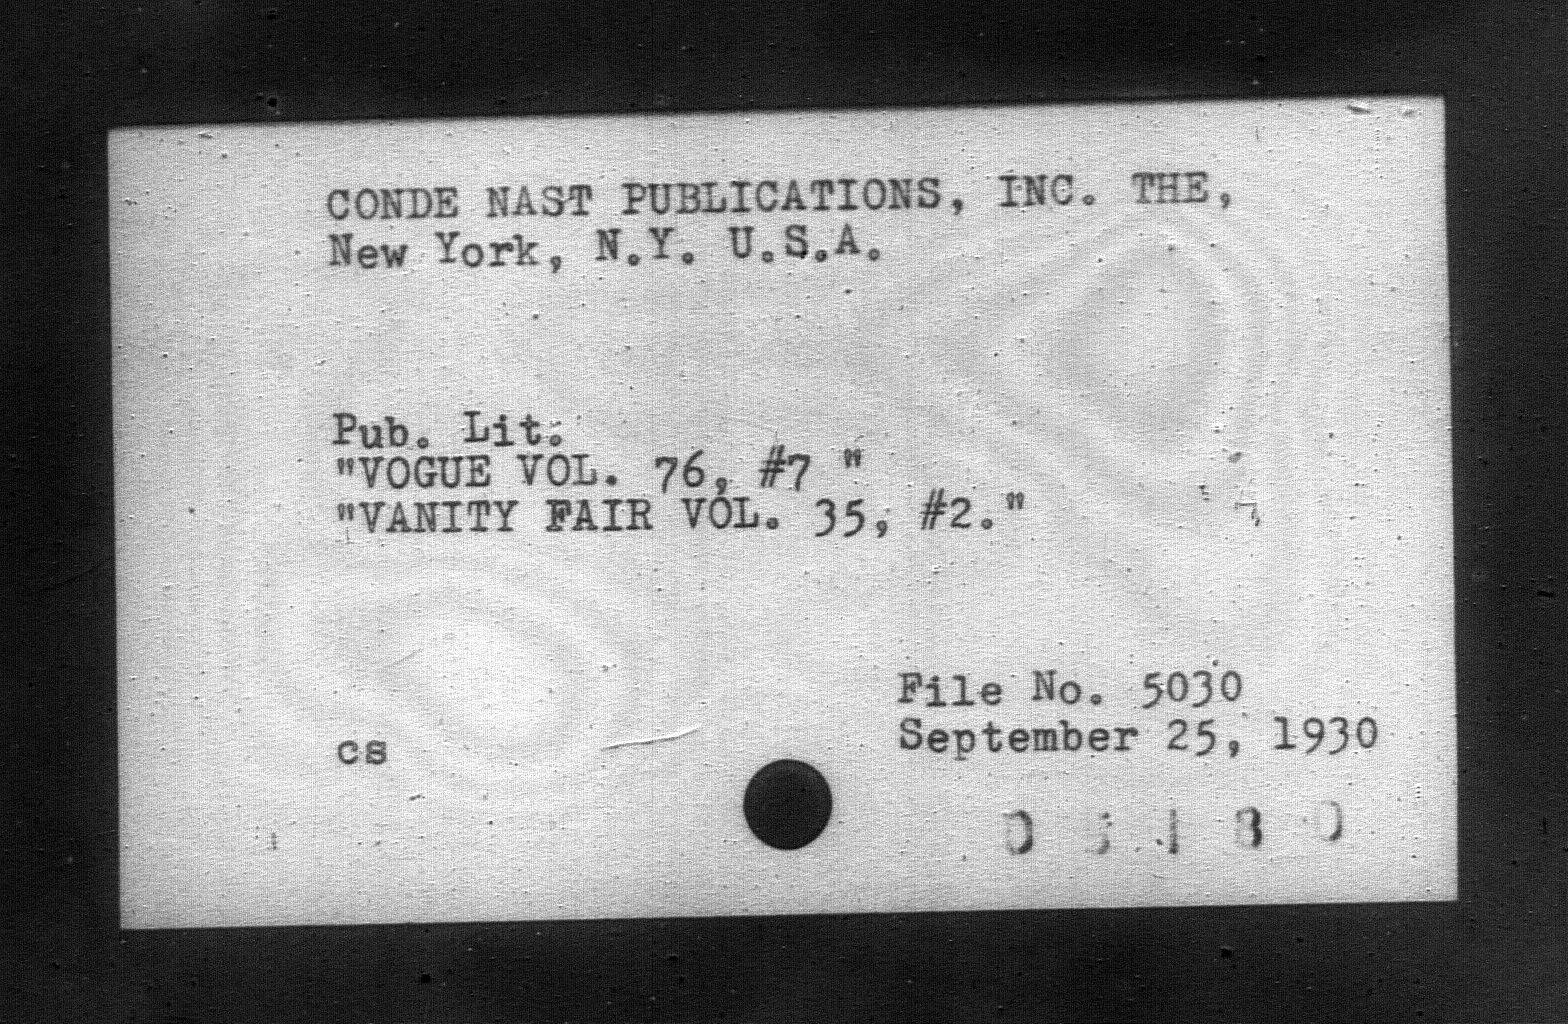 CONDE NAST PUBLICATIONS, INC. THE,
New York, N.Y. U.S.A.
Pub. Lit.
"VOGUE VOL. 76, #7 "
"VANITY FAIR VOL. 35, #2."
File No. 5030
September 25, 1930
cs